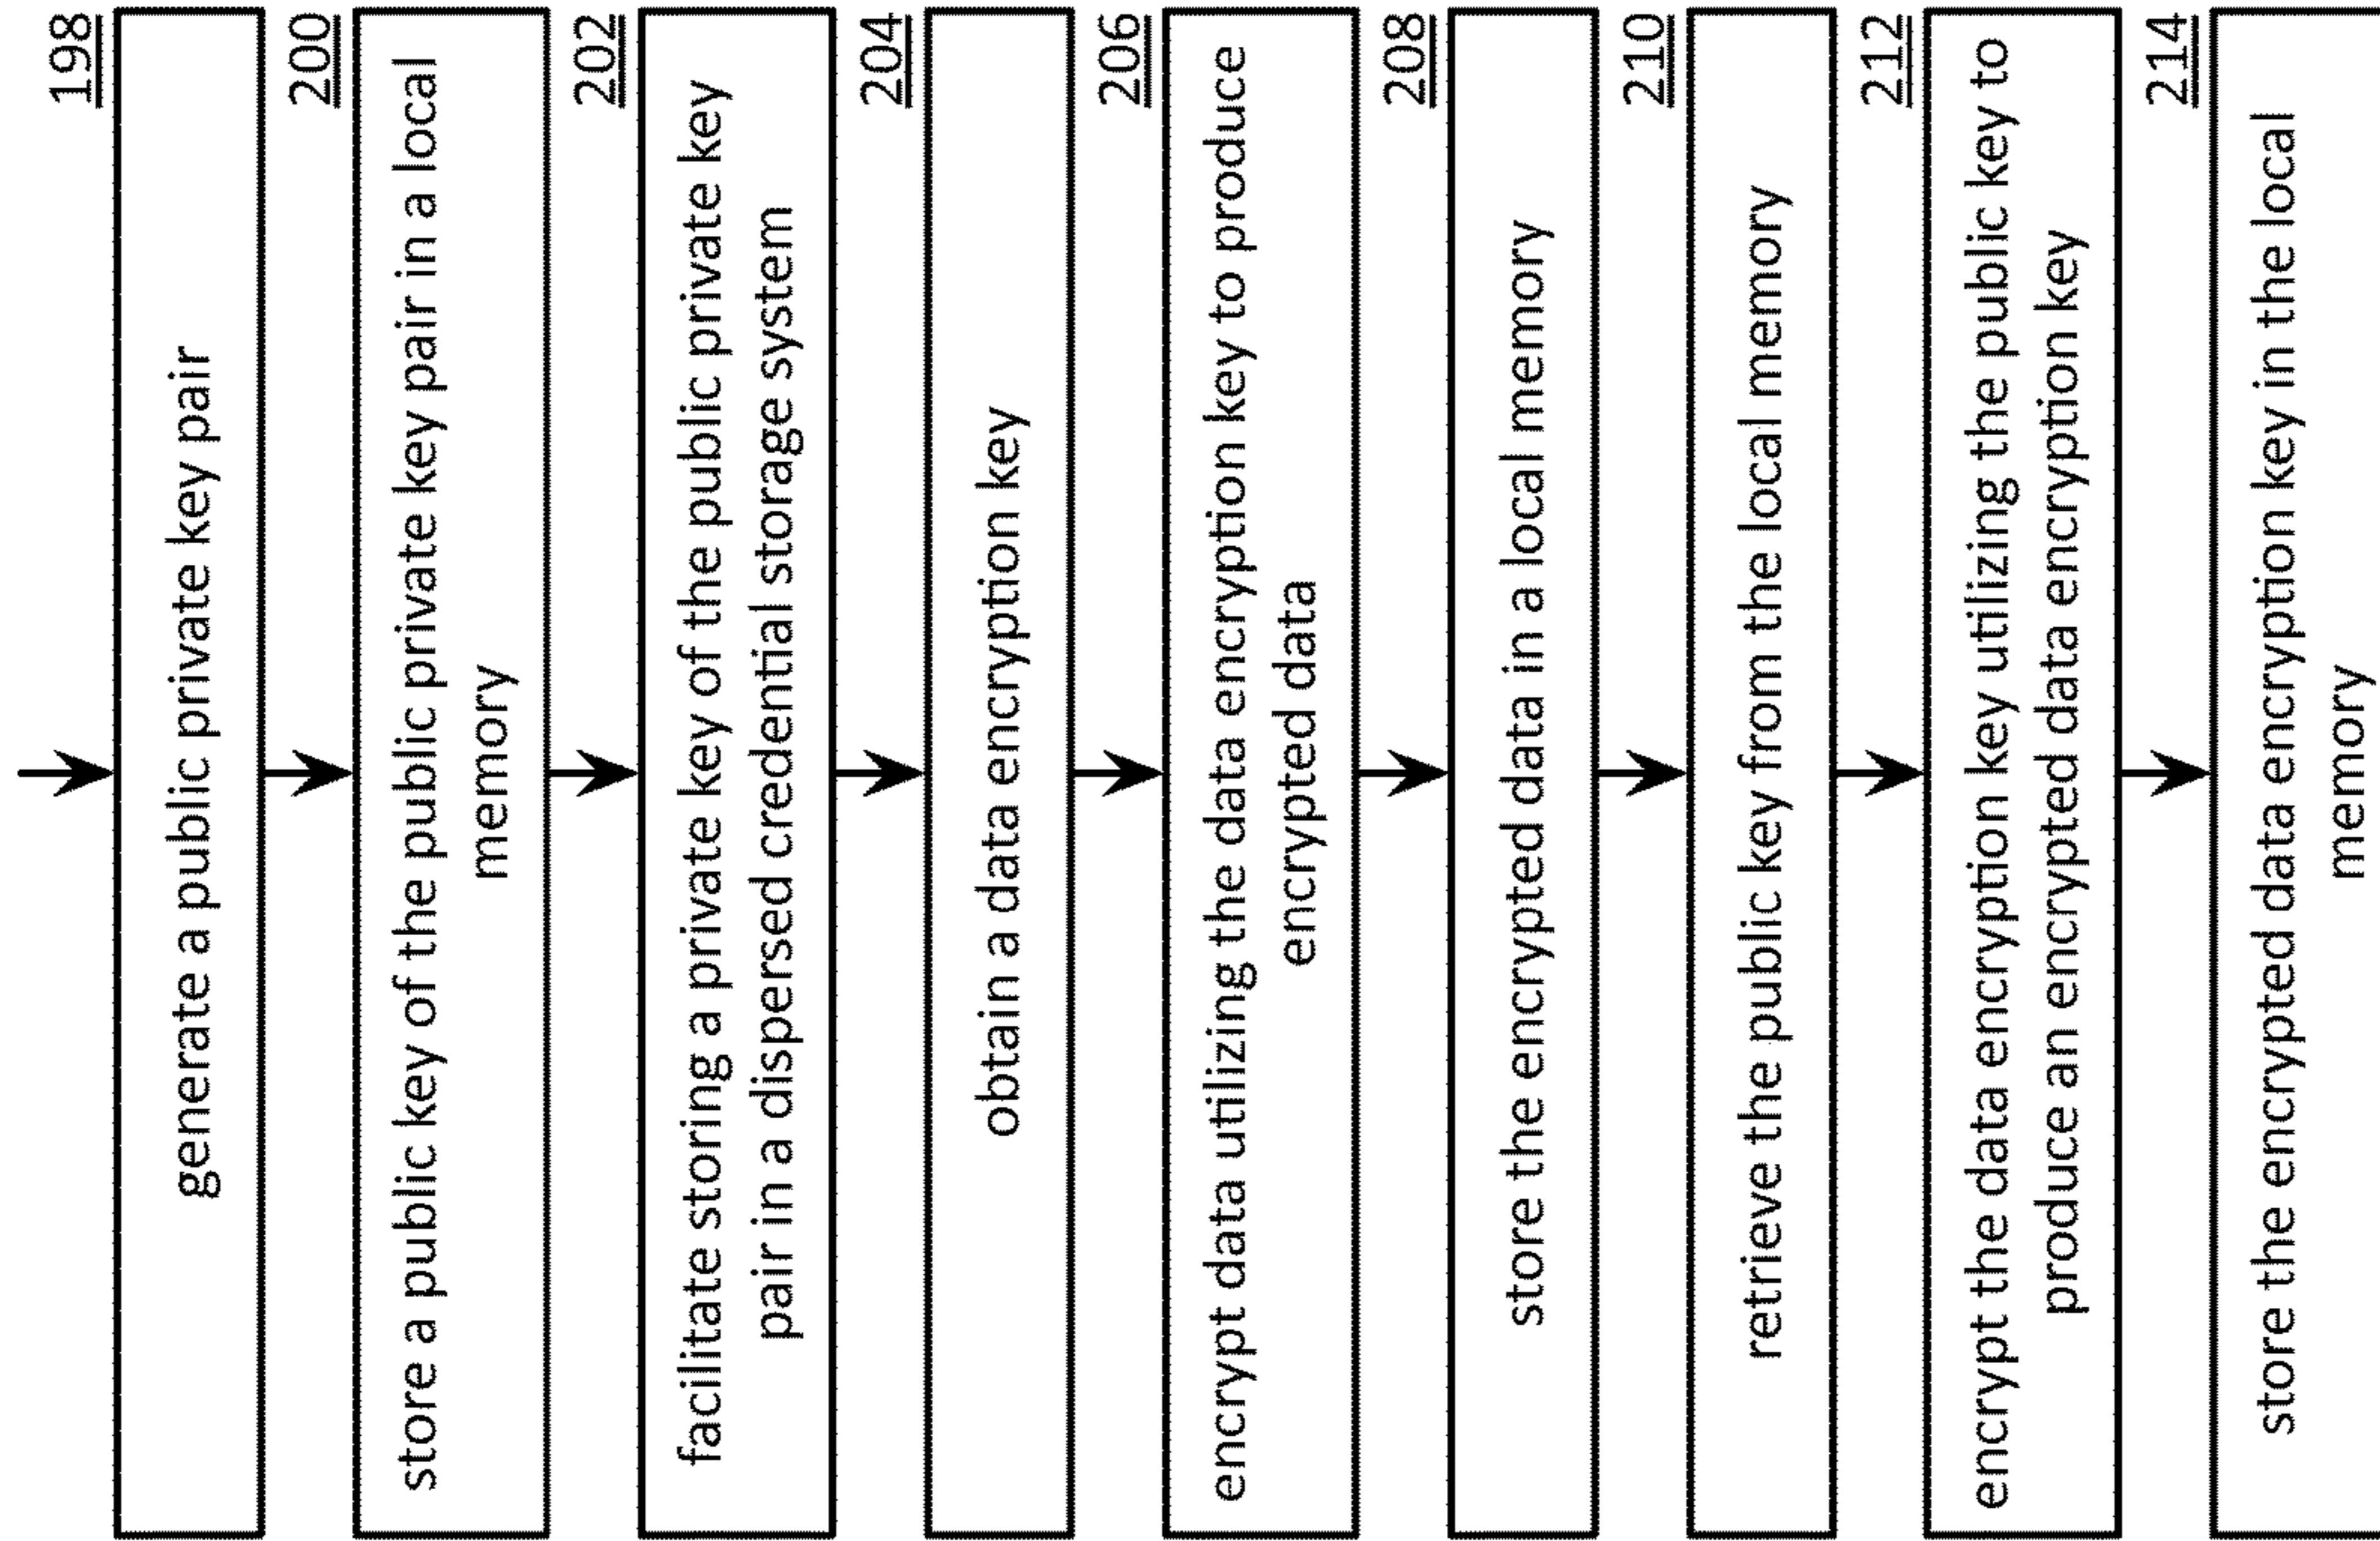 198
generate a public private key pair
200
store a public key of the public private key pair in a local
memory
202
facilitate storing a private key of the public private key
pair in a dispersed credential storage system
204
obtain a data encryption key
206
encrypt data utilizing the data encryption key to produce
encrypted data
208
store the encrypted data in a local memory
210
retrieve the public key from the local memory
212
encrypt the data encryption key utilizing the public key to
produce an encrypted data encryption key
214
store the encrypted data encryption key in the local
memory